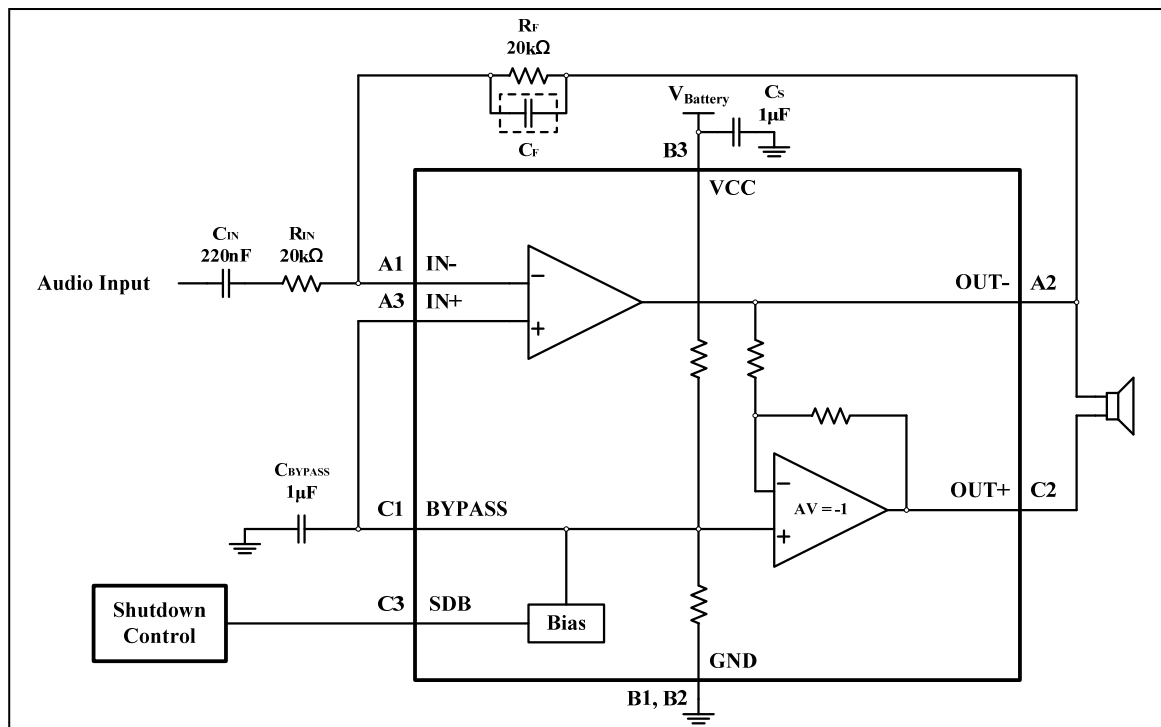 RF
20kΩ
CF
VBattery
CS
1μF
B3
VCC
CIN
220nF
RIN
20kΩ
Audio Input
A1
IN-
A3
IN+
−
+
OUT-
A2
CBYPASS
1μF
C1
BYPASS
−
AV = -1
+
OUT+
C2
Shutdown
Control
C3
SDB
Bias
GND
B1, B2